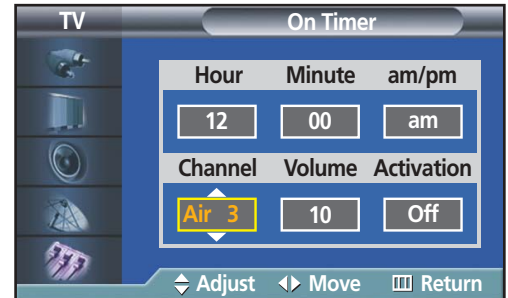 TV On Timer
Hour Minute am/pm
12 00 am
Channel Volume Activation
Air 3 10 Off
Adjust Move Return